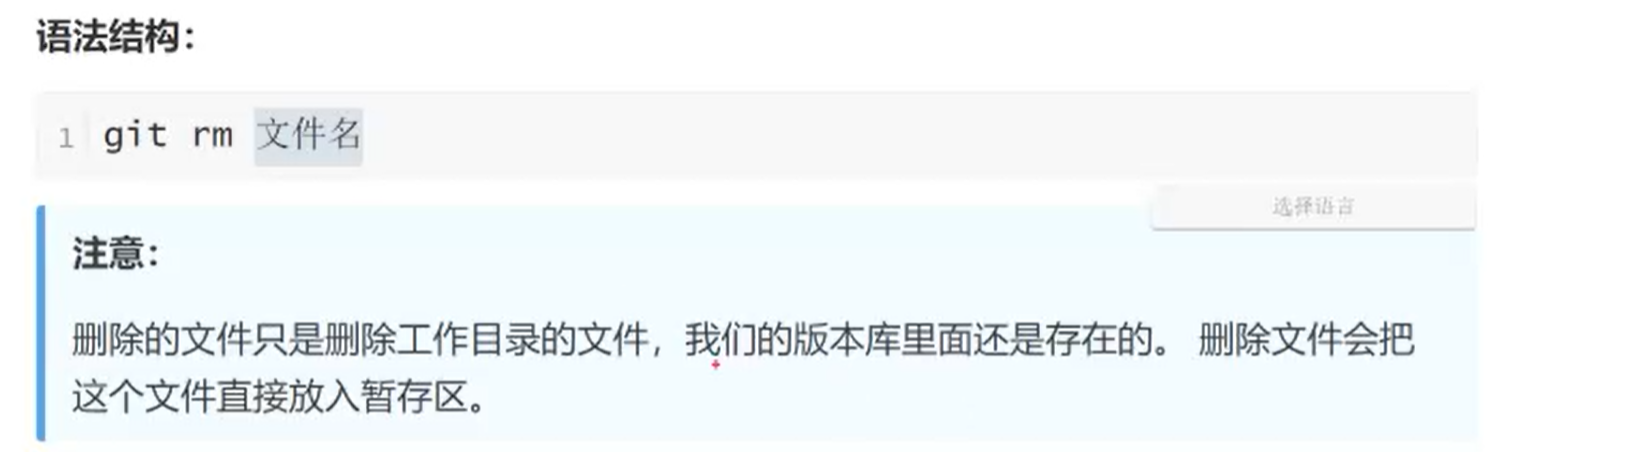 语法结构：
1 git rm 文件名
选择语言
注意：
删除的文件只是删除工作目录的文件，我们的版本库里面还是存在的。 删除文件会把
这个文件直接放入暂存区。